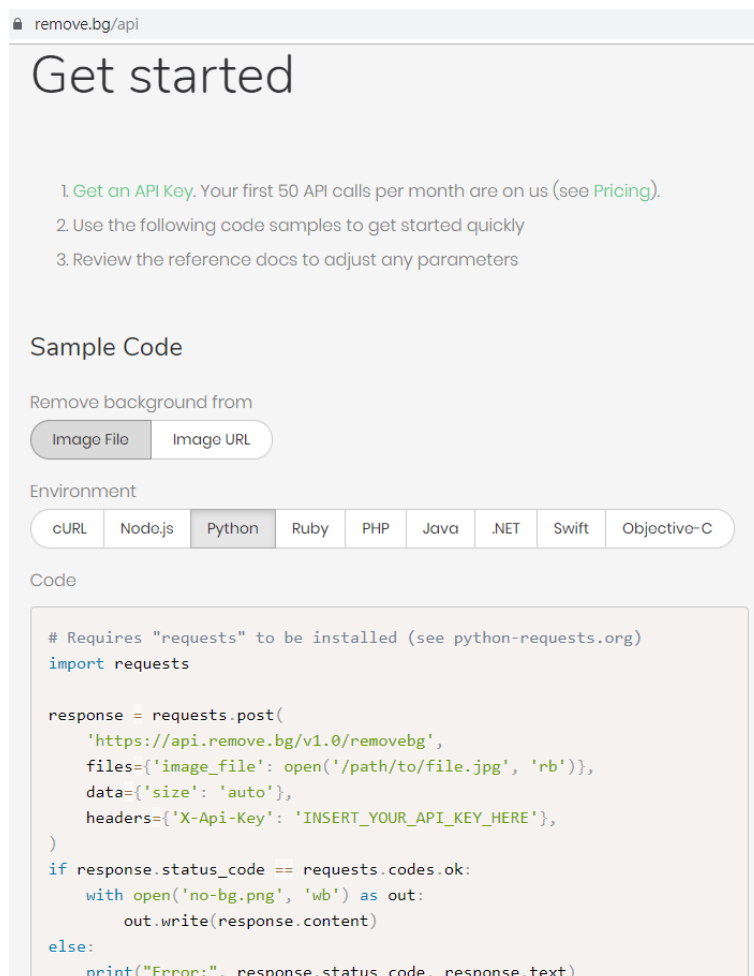 remove.bg/api
Get started
1. Get an API Key. Your first 50 API calls per month are on us (see Pricing).
2. Use the following code samples to get started quickly
3. Review the reference docs to adjust any parameters
Sample Code
Remove background from
Image File Image URL
Environment
cURL Node.js Python Ruby PHP Java .NET Swift Objective-C
Code
# Requires "requests" to be installed (see python-requests.org)
import requests
response = requests.post(
    'https://api.remove.bg/v1.0/removebg',
    files={'image_file': open('/path/to/file.jpg', 'rb')},
    data={'size': 'auto'},
    headers={'X-Api-Key': 'INSERT_YOUR_API_KEY_HERE'},
)
if response.status_code == requests.codes.ok:
    with open('no-bg.png', 'wb') as out:
        out.write(response.content)
else:
    print("Error:", response.status_code, response.text)